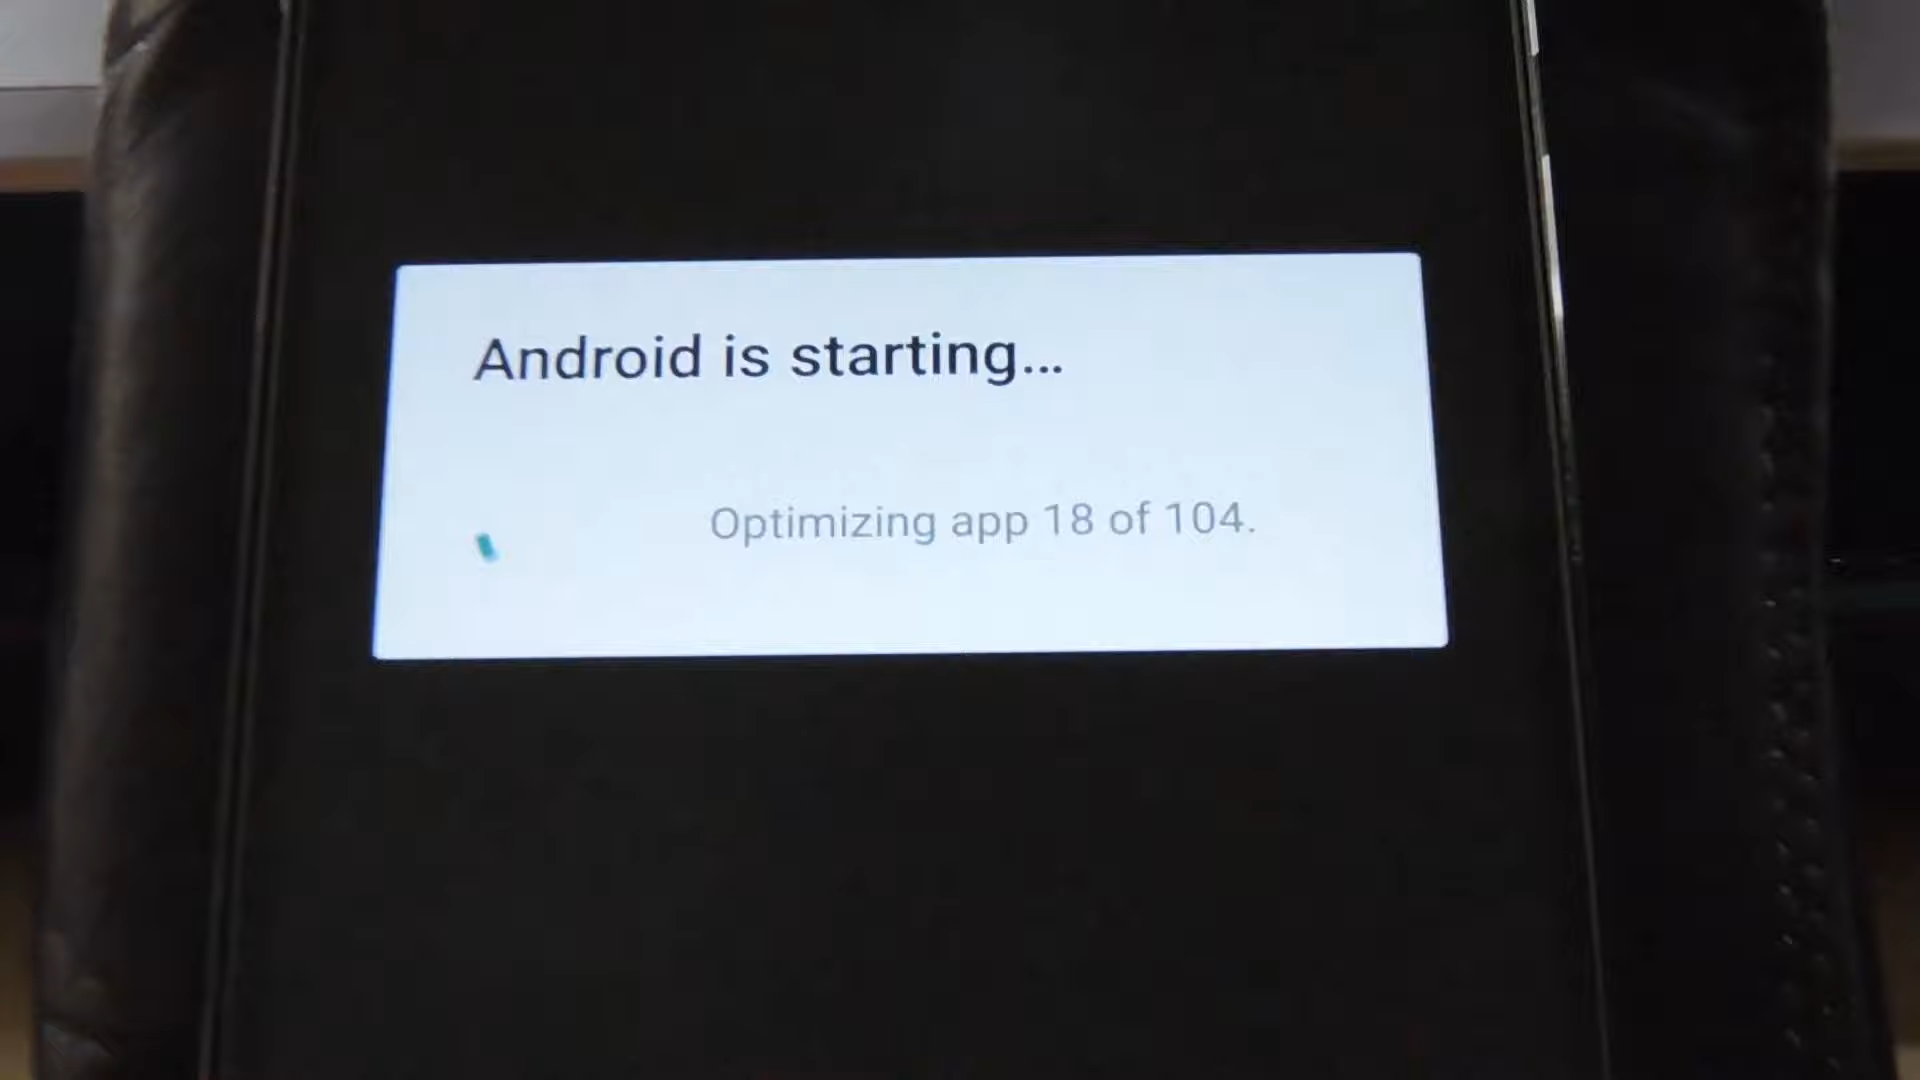 Android is starting...
Optimizing app 18 of 104.